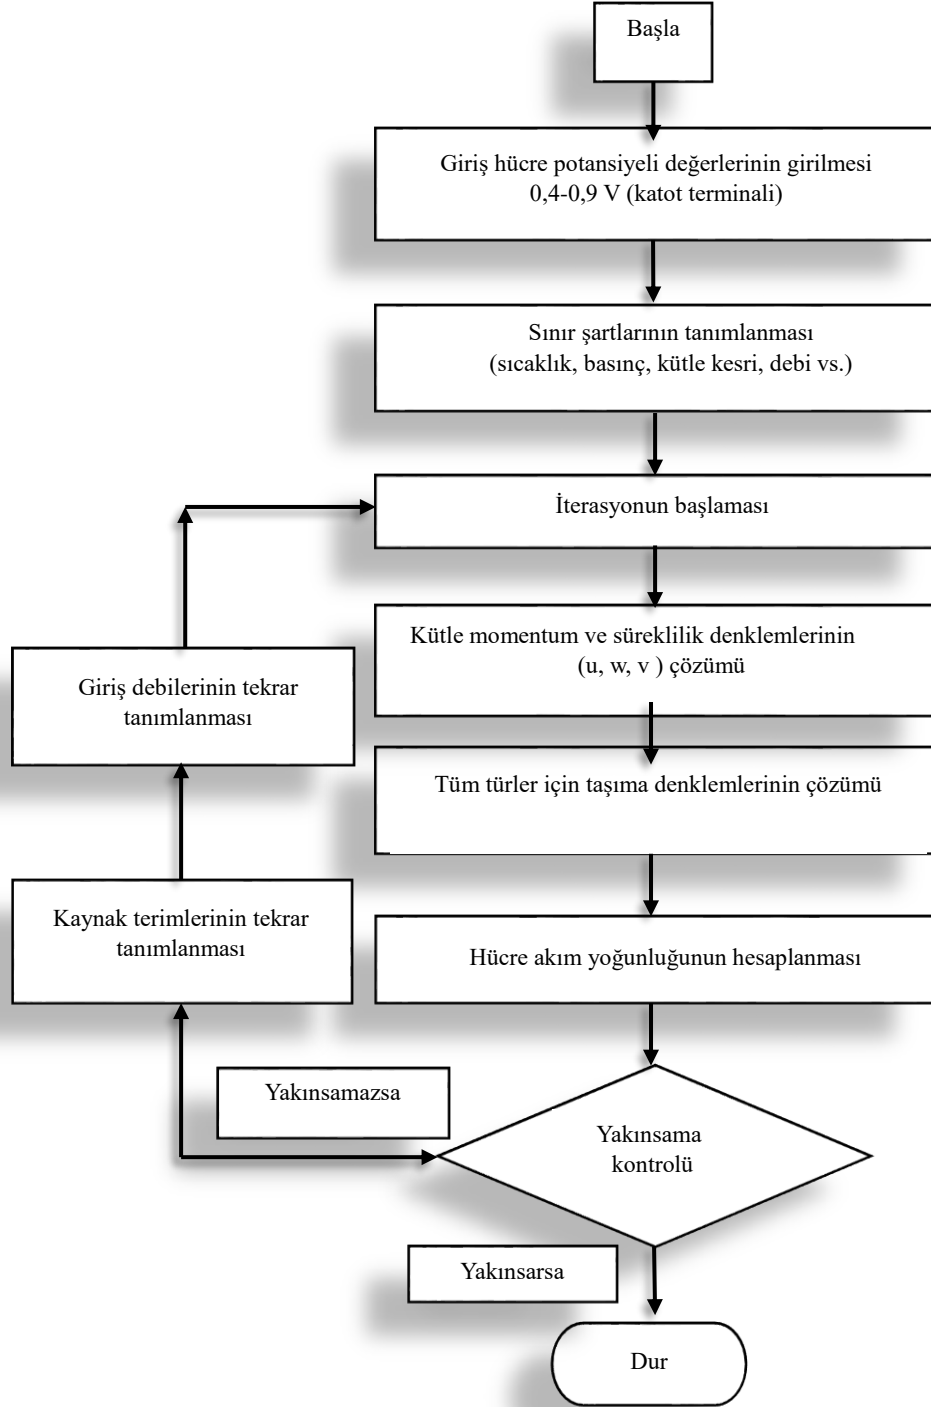 Başla
Giriş hücre potansiyeli değerlerinin girilmesi
0,4-0,9 V (katot terminali)
Sınır şartlarının tanımlanması
(sıcaklık, basınç, kütle kesri, debi vs.)
İterasyonun başlaması
Kütle momentum ve süreklilik denklemlerinin
(u, w, v ) çözümü
Giriş debilerinin tekrar
tanımlanması
Tüm türler için taşıma denklemlerinin çözümü
Kaynak terimlerinin tekrar
tanımlanması
Hücre akım yoğunluğunun hesaplanması
Yakınsamazsa
Yakınsama
kontrolü
Yakınsarsa
Dur